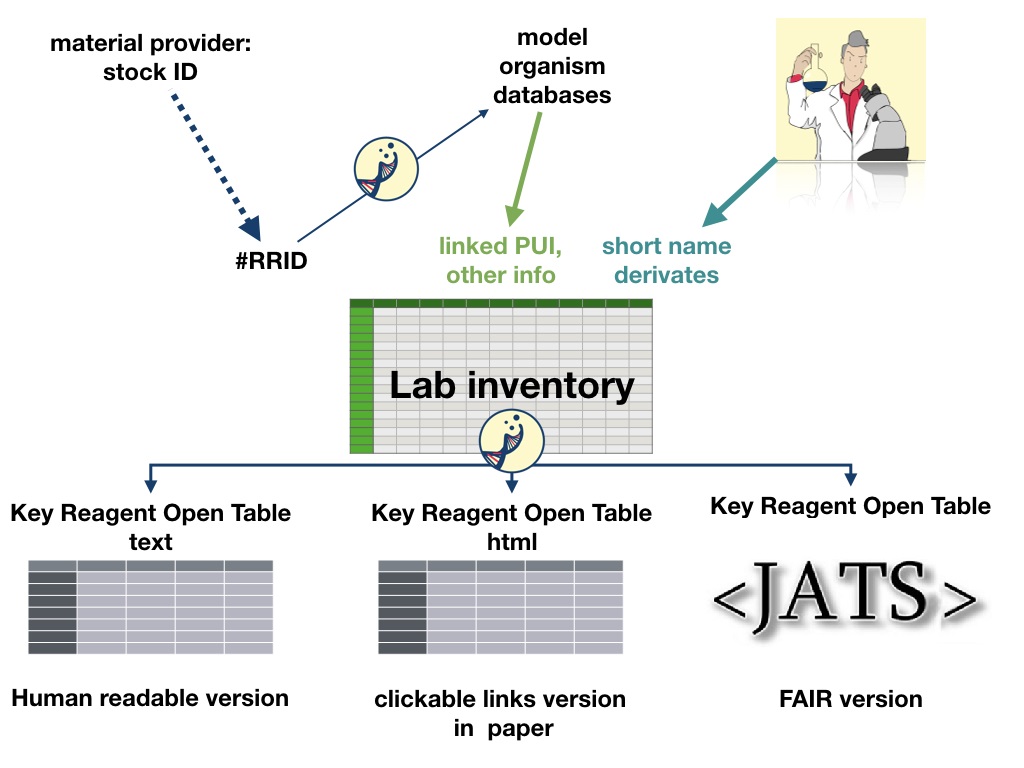 material provider:
stock ID
model
organism
databases
#RRID
linked PUI,
other info
short name
derivates
Lab inventory
Key Reagent Open Table
text
Key Reagent Open Table
html
Key Reagent Open Table
<JATS>
Human readable version
clickable links version
in paper
FAIR version